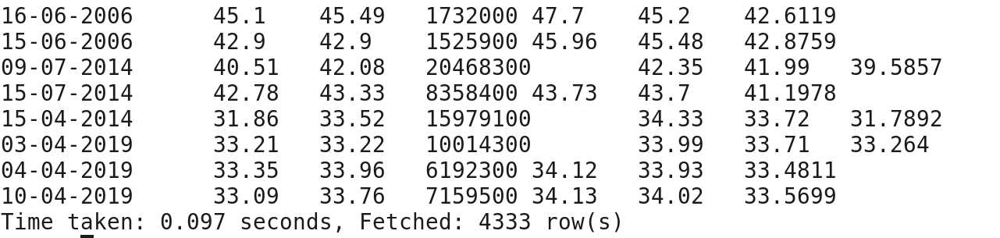 16-06-2006 45.1 45.49 1732000 47.7 45.2 42.6119
15-06-2006 42.9 42.9 1525900 45.96 45.48 42.8759
09-07-2014 40.51 42.08 20468300 42.35 41.99 39.5857
15-07-2014 42.78 43.33 8358400 43.73 43.7 41.1978
15-04-2014 31.86 33.52 15979100 34.33 33.72 31.7892
03-04-2019 33.21 33.22 10014300 33.99 33.71 33.264
04-04-2019 33.35 33.96 6192300 34.12 33.93 33.4811
10-04-2019 33.09 33.76 7159500 34.13 34.02 33.5699
Time taken: 0.097 seconds, Fetched: 4333 row(s)